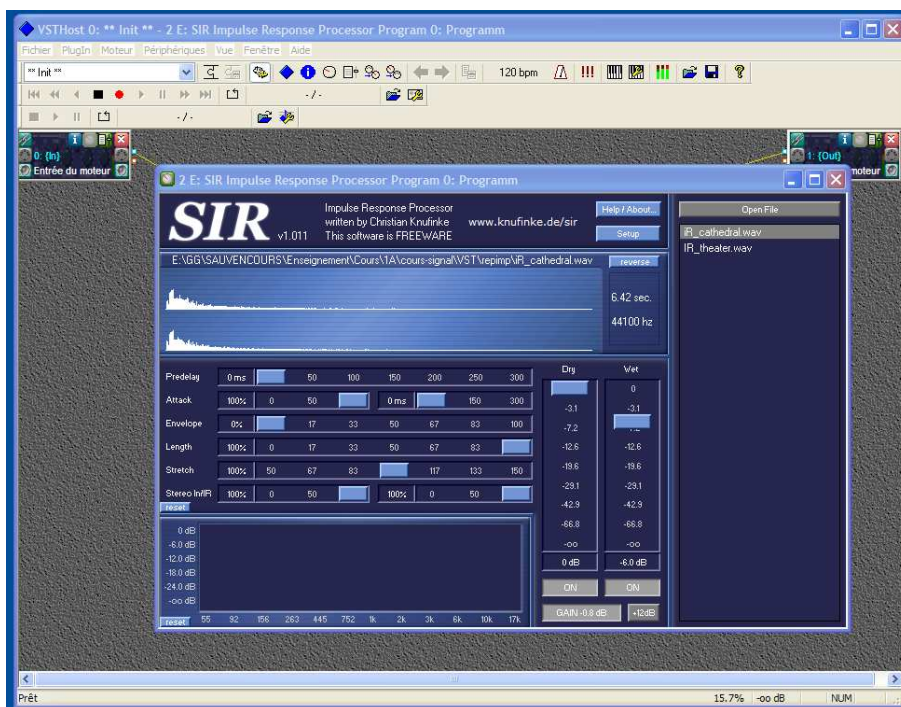 VSTHost 0: ** Init ** - 2 E: SIR Impulse Response Processor Program 0: Programm
Fichier PlugIn Moteur Périphériques Vue Fenêtre Aide
** Init ** 120 bpm
- / -
- / -
0: {In}
Entrée du moteur
1: {Out}
moteur
2 E: SIR Impulse Response Processor Program 0: Programm
SIR v1.011
Impulse Response Processor
written by Christian Knufinke
This software is FREEWARE
www.knufinke.de/sir
Help / About...
Setup
Open File
iR_cathedral.wav
IR_theater.wav
E:\GG\SAUVENCOURS\Enseignement\Cours\1A\cours-signal\VST\repimp\iR_cathedral.wav
reverse
6.42 sec.
44100 hz
Predelay 0 ms 50 100 150 200 250 300
Attack 100% 0 50 0 ms 150 300
Envelope 0% 17 33 50 67 83 100
Length 100% 0 17 33 50 67 83
Stretch 100% 50 67 83 117 133 150
Stereo In/IR 100% 0 50 100% 0 50
reset
Dry Wet
0
-3.1 -3.1
-7.2
-12.6 -12.6
-19.6 -19.6
-29.1 -29.1
-42.9 -42.9
-66.8 -66.8
-oo -oo
0 dB -6.0 dB
ON ON
GAIN -0.8 dB +12dB
0 dB
-6.0 dB
-12.0 dB
-18.0 dB
-24.0 dB
-oo dB
reset 55 92 156 263 445 752 1k 2k 3k 6k 10k 17k
Prêt 15.7% -oo dB NUM